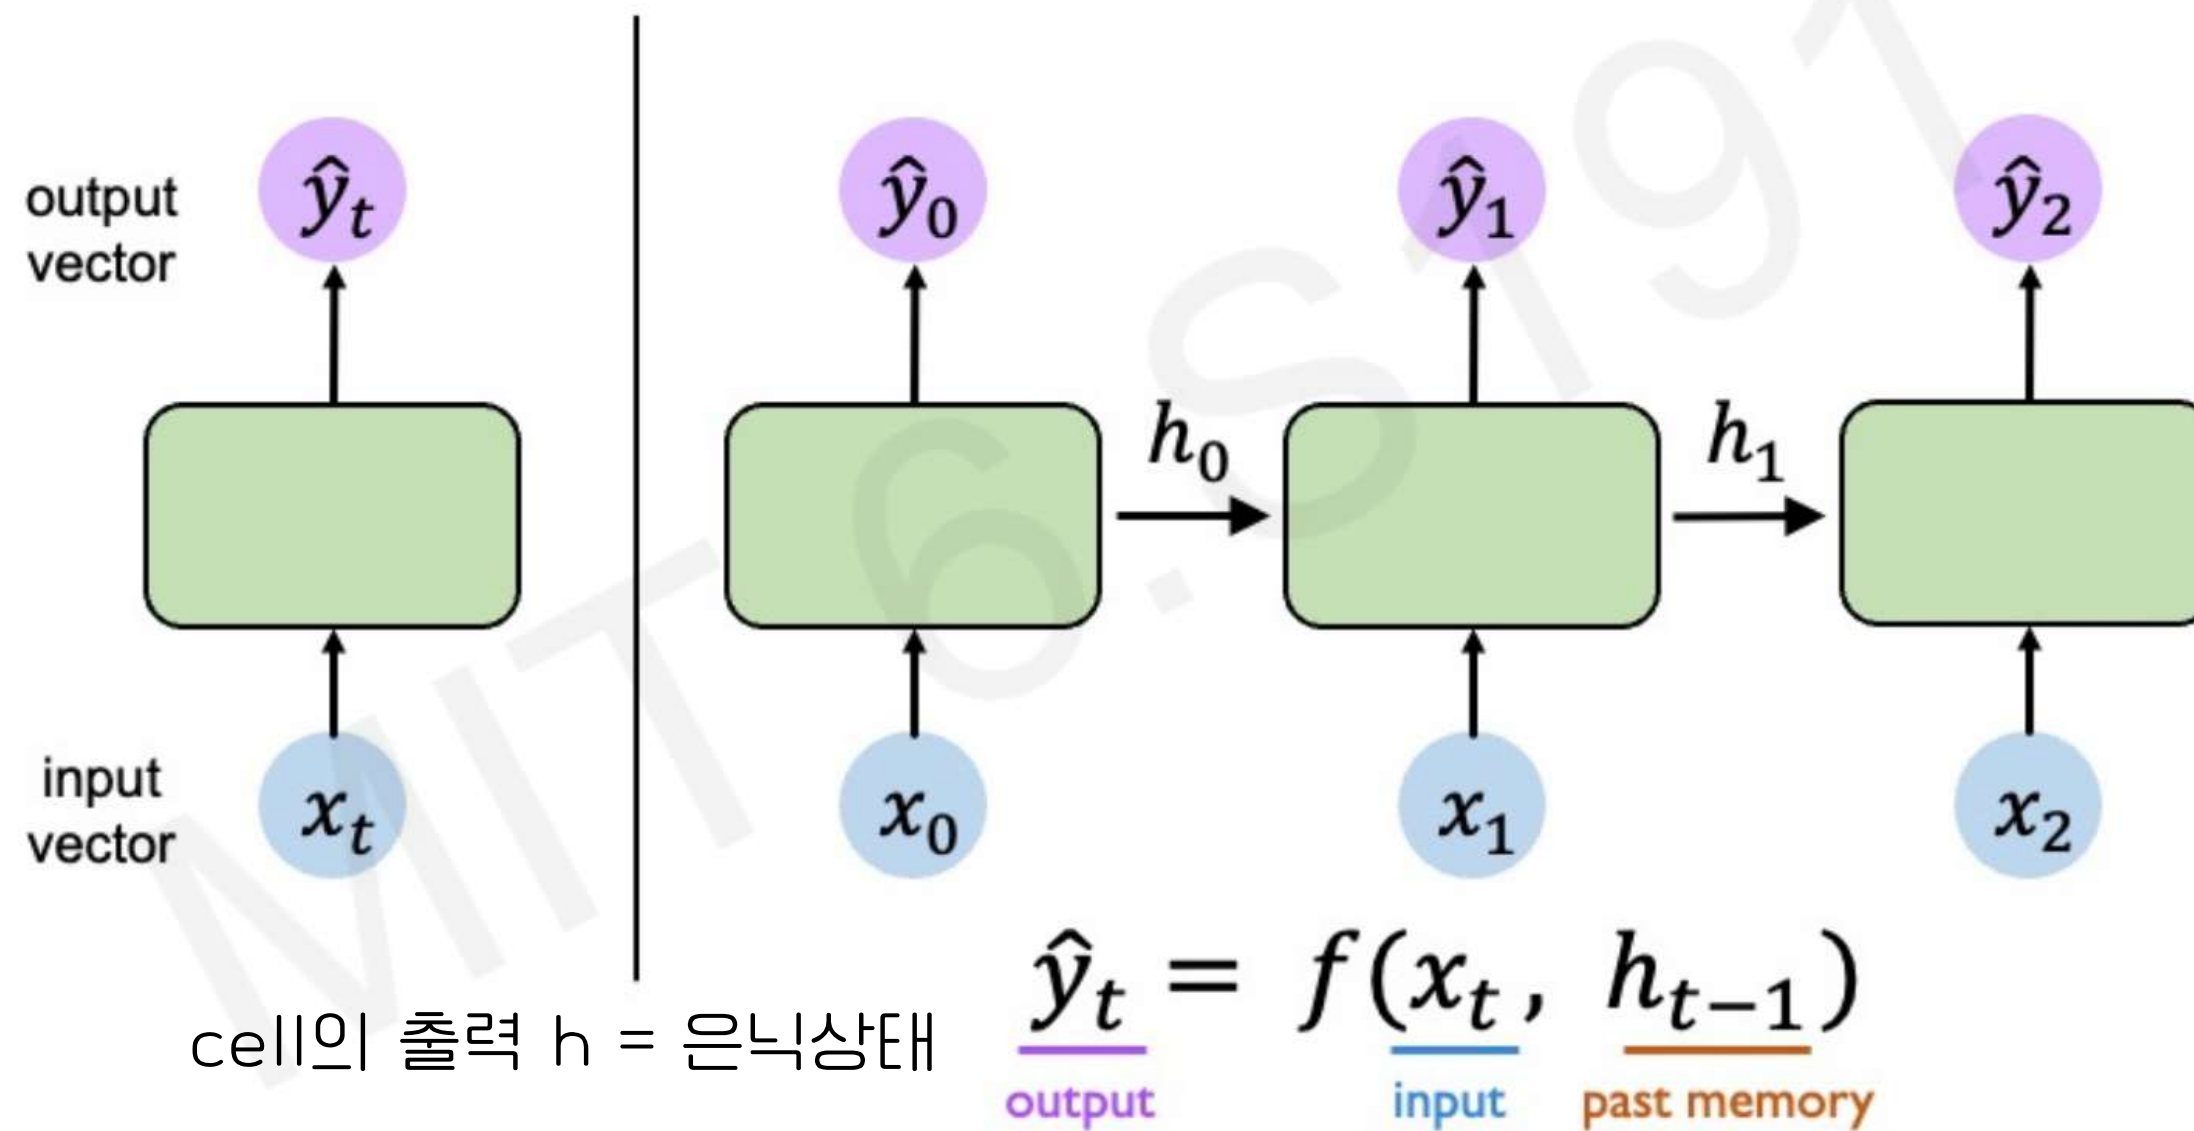 output
vector
ŷt
ŷ0
ŷ1
ŷ2
h0
h1
input
vector
xt
x0
x1
x2
ŷt = f(xt, ht−1)
cell의 출력 h = 은닉상태
output
input
past memory
MIT 6.S191